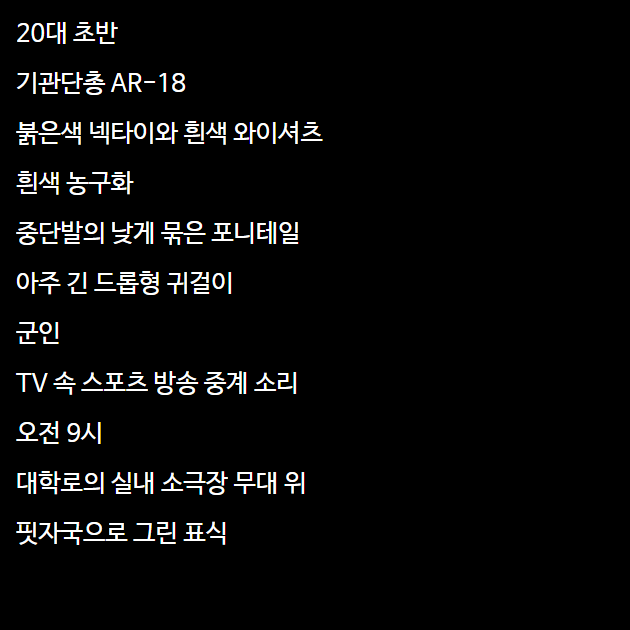 20대 초반
기관단총 AR-18
붉은색 넥타이와 흰색 와이셔츠
흰색 농구화
중단발의 낮게 묶은 포니테일
아주 긴 드롭형 귀걸이
군인
TV 속 스포츠 방송 중계 소리
오전 9시
대학로의 실내 소극장 무대 위
핏자국으로 그린 표식